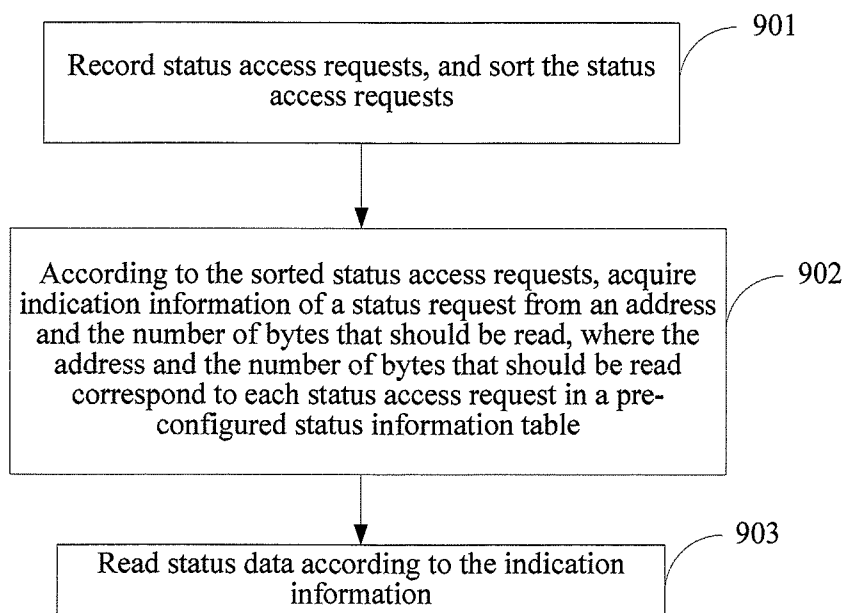 901
Record status access requests, and sort the status
access requests
902
According to the sorted status access requests, acquire
indication information of a status request from an address
and the number of bytes that should be read, where the
address and the number of bytes that should be read
correspond to each status access request in a pre-
configured status information table
903
Read status data according to the indication
information